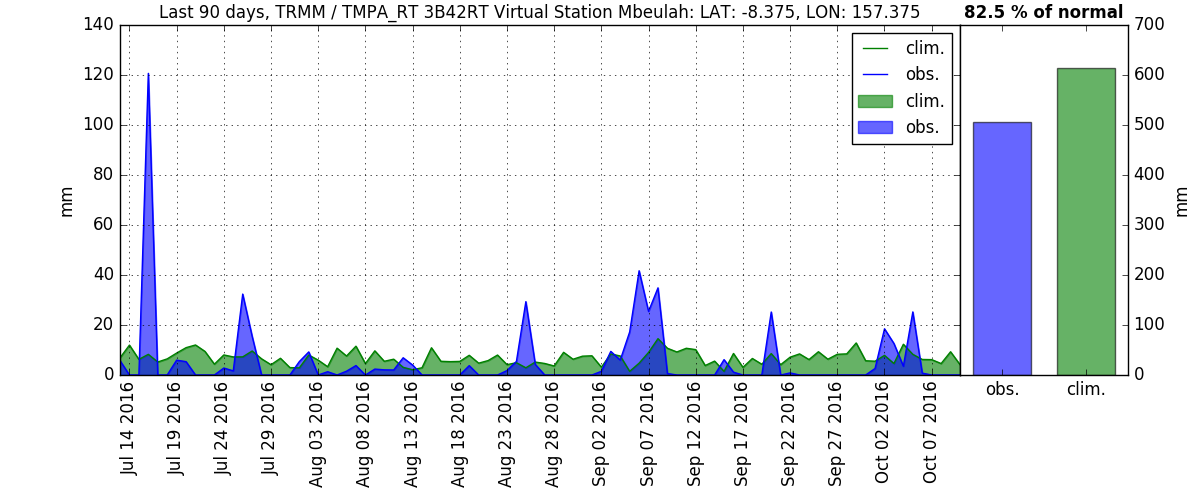 Last 90 days, TRMM / TMPA_RT 3B42RT Virtual Station Mbeulah: LAT: -8.375, LON: 157.375
82.5 % of normal
140
120
100
80
60
40
20
0
mm
clim.
obs.
clim.
obs.
700
600
500
400
300
200
100
0
mm
Jul 14 2016
Jul 19 2016
Jul 24 2016
Jul 29 2016
Aug 03 2016
Aug 08 2016
Aug 13 2016
Aug 18 2016
Aug 23 2016
Aug 28 2016
Sep 02 2016
Sep 07 2016
Sep 12 2016
Sep 17 2016
Sep 22 2016
Sep 27 2016
Oct 02 2016
Oct 07 2016
obs.
clim.